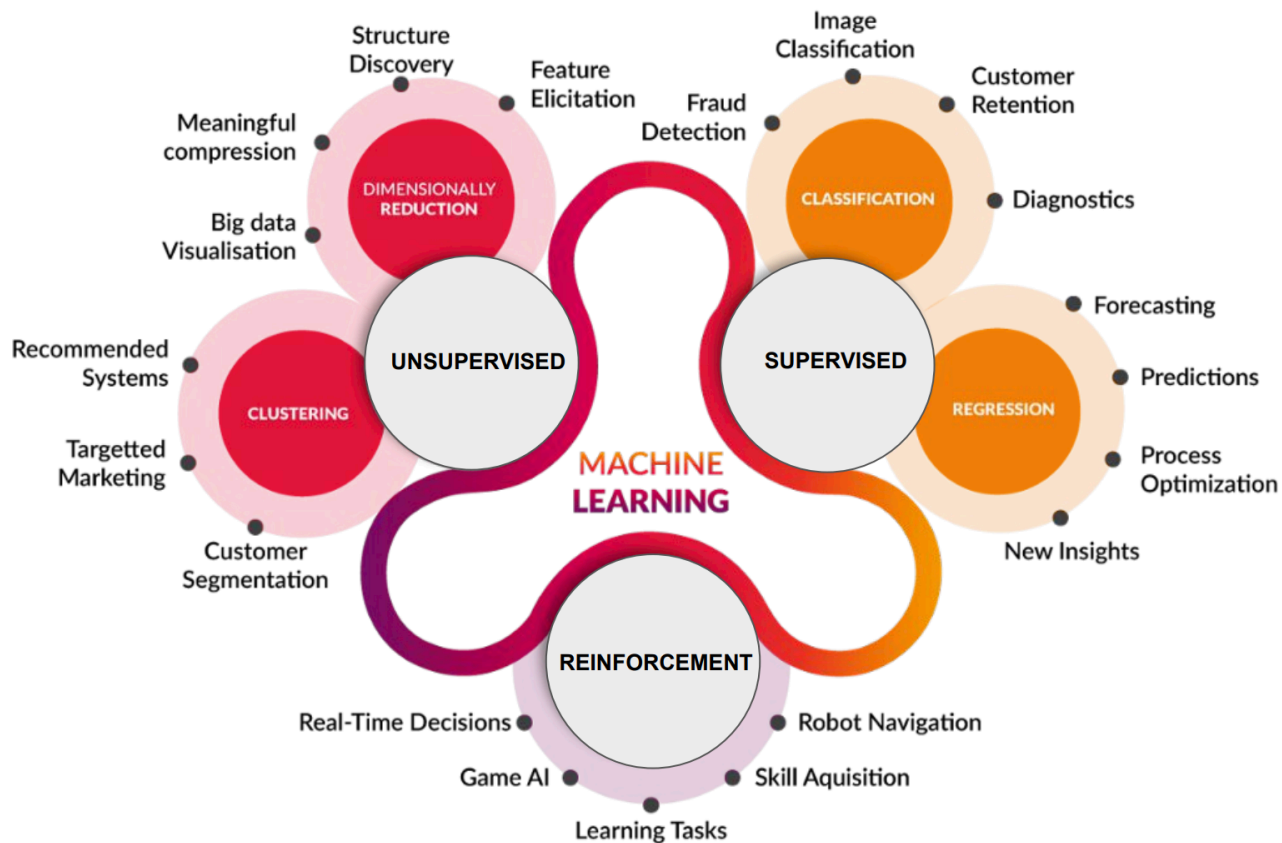 Structure
Discovery
Feature
Elicitation
Meaningful
compression
DIMENSIONALLY
REDUCTION
Big data
Visualisation
UNSUPERVISED
Recommended
Systems
CLUSTERING
Targetted
Marketing
Customer
Segmentation
Image
Classification
Customer
Retention
Fraud
Detection
CLASSIFICATION
Diagnostics
SUPERVISED
Forecasting
Predictions
REGRESSION
Process
Optimization
New Insights
MACHINE
LEARNING
REINFORCEMENT
Real-Time Decisions
Robot Navigation
Game AI
Skill Aquisition
Learning Tasks